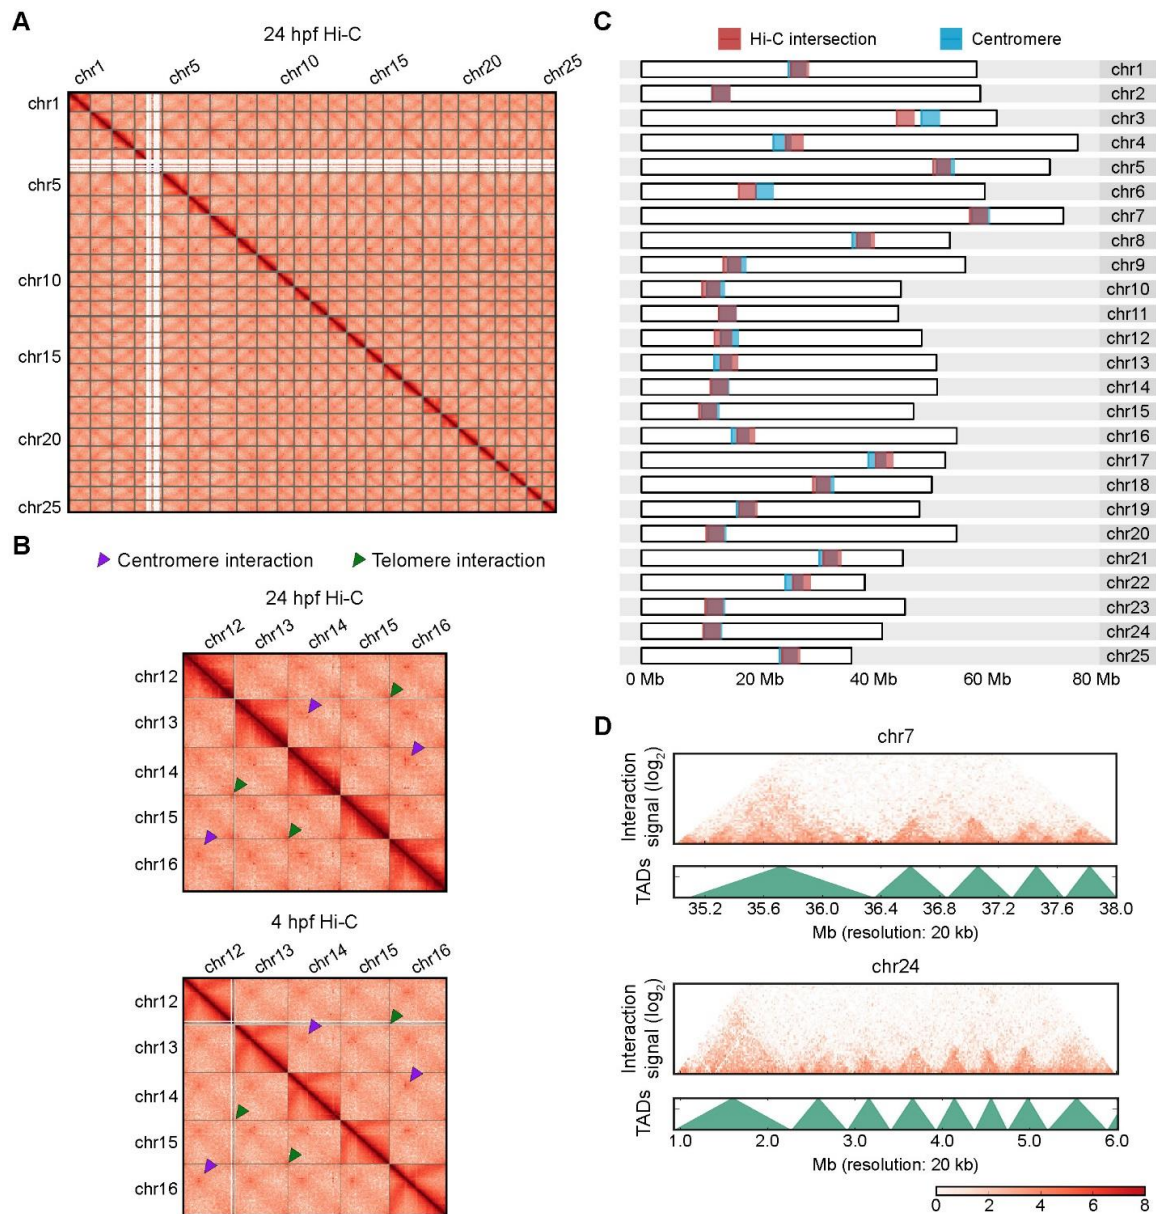 A
24 hpf Hi-C
chr1 chr5 chr10 chr15 chr20 chr25
chr1
chr5
chr10
chr15
chr20
chr25
B
Centromere interaction Telomere interaction
24 hpf Hi-C
chr12 chr13 chr14 chr15 chr16
chr12
chr13
chr14
chr15
chr16
4 hpf Hi-C
chr12 chr13 chr14 chr15 chr16
chr12
chr13
chr14
chr15
chr16
C
Hi-C intersection Centromere
chr1
chr2
chr3
chr4
chr5
chr6
chr7
chr8
chr9
chr10
chr11
chr12
chr13
chr14
chr15
chr16
chr17
chr18
chr19
chr20
chr21
chr22
chr23
chr24
chr25
0 Mb 20 Mb 40 Mb 60 Mb 80 Mb
D
chr7
Interaction
signal (log2)
TADs
35.2 35.6 36.0 36.4 36.8 37.2 37.6 38.0
Mb (resolution: 20 kb)
chr24
Interaction
signal (log2)
TADs
1.0 2.0 3.0 4.0 5.0 6.0
Mb (resolution: 20 kb)
0 2 4 6 8